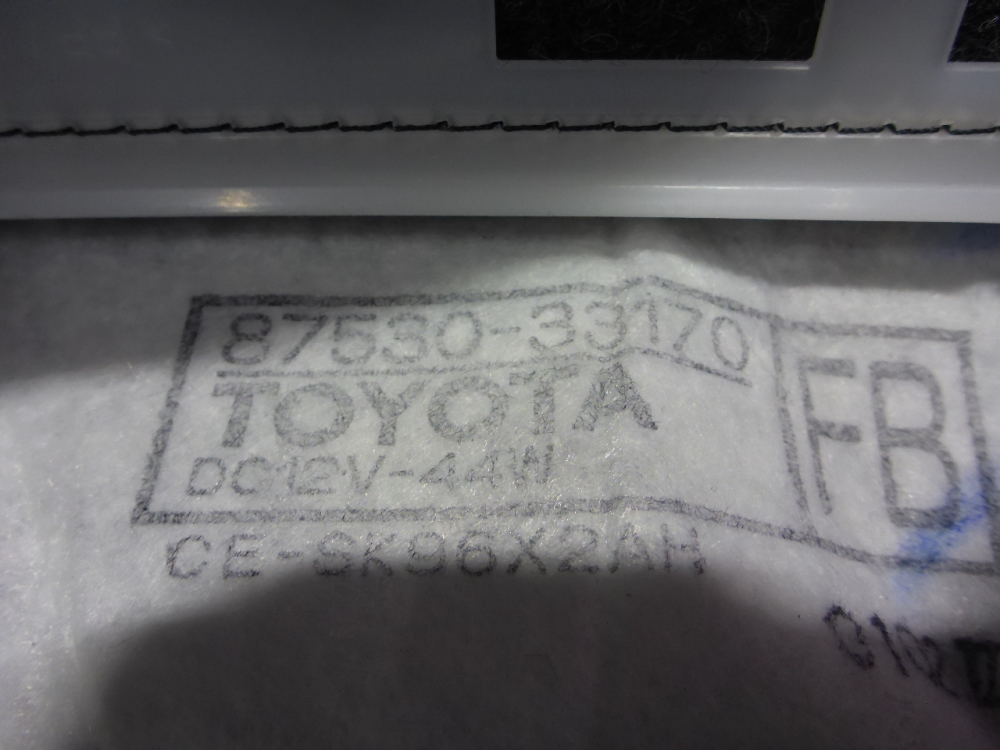 87530-33170
TOYOTA
DC12V-44W
FB
CE-SK96X2AH